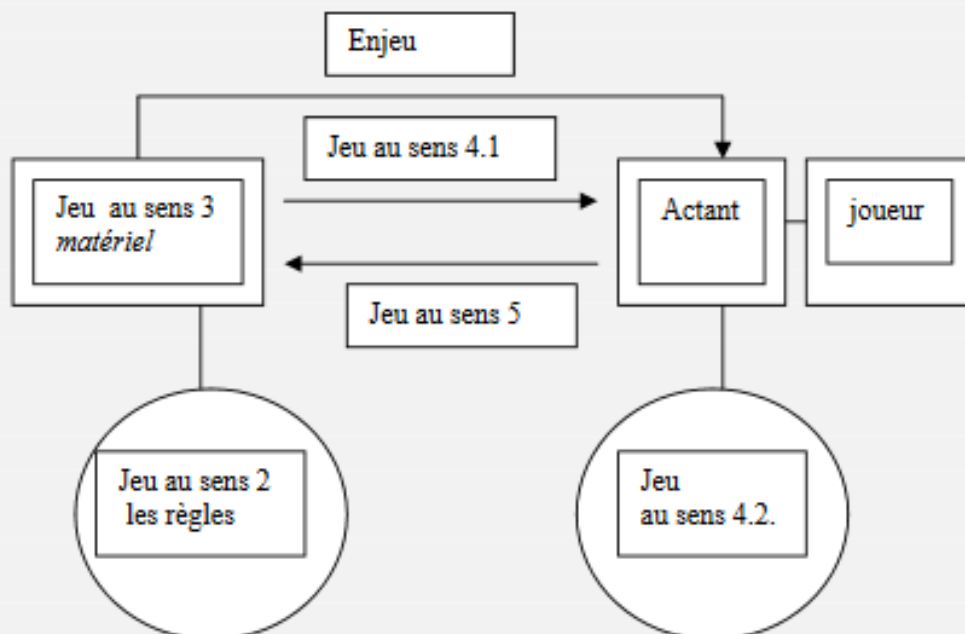 Enjeu
Jeu au sens 4.1
Jeu au sens 3
matériel
Actant
joueur
Jeu au sens 5
Jeu au sens 2
les règles
Jeu
au sens 4.2.